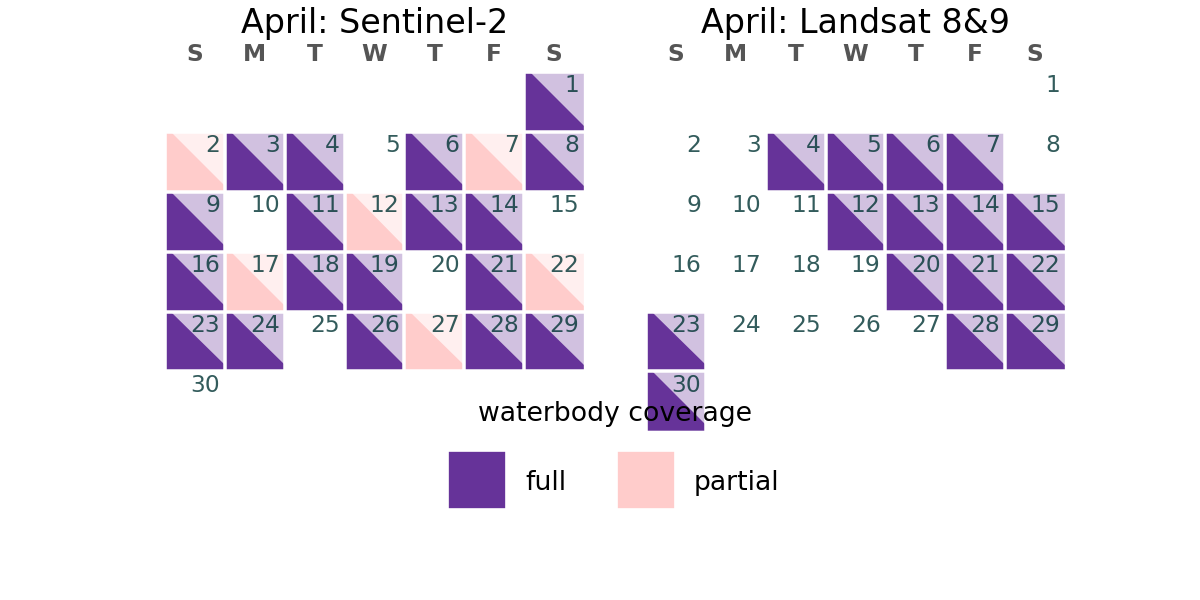 April: Sentinel-2
S M T W T F S
1
2 3 4 5 6 7 8
9 10 11 12 13 14 15
16 17 18 19 20 21 22
23 24 25 26 27 28 29
30
April: Landsat 8&9
S M T W T F S
1
2 3 4 5 6 7 8
9 10 11 12 13 14 15
16 17 18 19 20 21 22
23 24 25 26 27 28 29
30
waterbody coverage
full partial